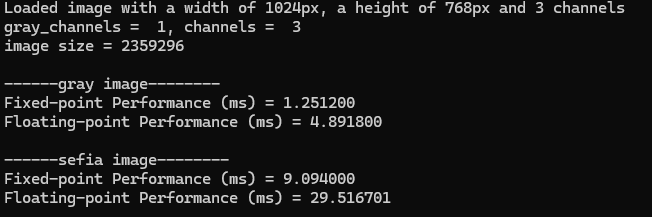 Loaded image with a width of 1024px, a height of 768px and 3 channels
gray_channels =  1, channels =  3
image size = 2359296

------gray image--------
Fixed-point Performance (ms) = 1.251200
Floating-point Performance (ms) = 4.891800

------sefia image--------
Fixed-point Performance (ms) = 9.094000
Floating-point Performance (ms) = 29.516701